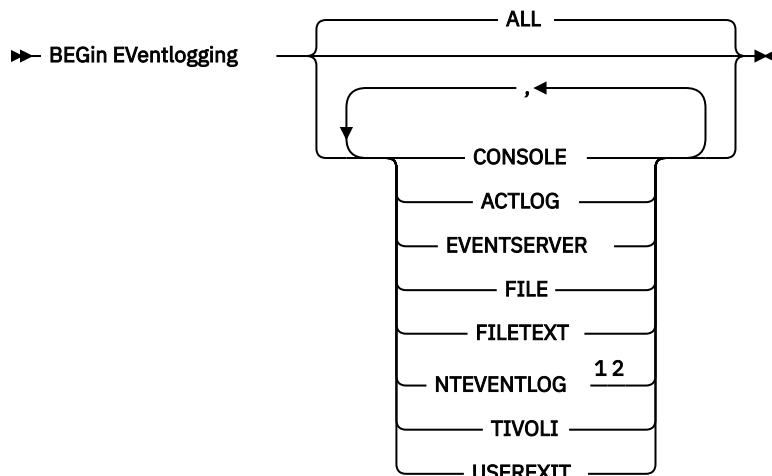 ALL
BEGin EVentlogging
,
CONSOLE
ACTLOG
EVENTSERVER
FILE
FILETEXT
NTEVENTLOG 1 2
TIVOLI
USEREXIT